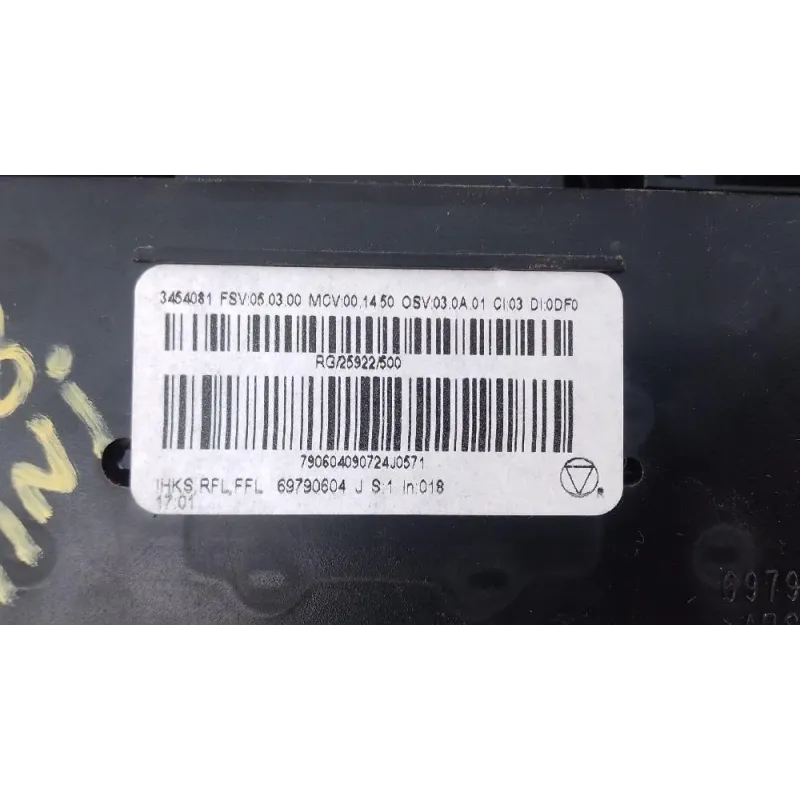 3454081 FSV:05.03.00 MCV:00.14.50 OSV:03.0A.01 CI:03 DI:0DF0
RG/25922/500
790604090724J0571
IHKS,RFL,FFL 69790604 J S:1 In:018
17:01
R
6979